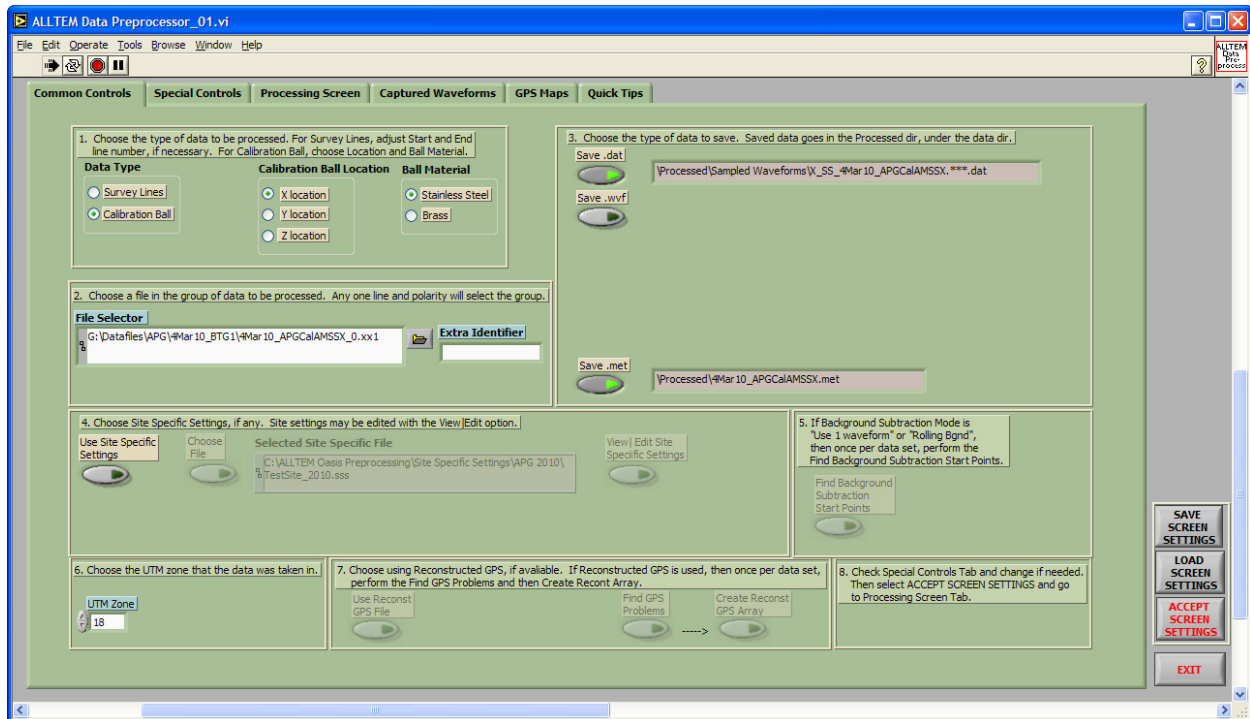 ALLTEM Data Preprocessor_01.vi
File Edit Operate Tools Browse Window Help
ALLTEM
Data
Pre-
process
Common Controls Special Controls Processing Screen Captured Waveforms GPS Maps Quick Tips
1. Choose the type of data to be processed. For Survey Lines, adjust Start and End
line number, if necessary. For Calibration Ball, choose Location and Ball Material.
Data Type Calibration Ball Location Ball Material
Survey Lines X location Stainless Steel
Calibration Ball Y location Brass
Z location
2. Choose a file in the group of data to be processed. Any one line and polarity will select the group.
File Selector
G:\Datafiles\APG\4Mar10_BTG1\4Mar10_APGCalAMSSX_0.xx1
Extra Identifier
3. Choose the type of data to save. Saved data goes in the Processed dir, under the data dir.
Save .dat
\Processed\Sampled Waveforms\X_SS_4Mar10_APGCalAMSSX.***.dat
Save .wvf
Save .met
\Processed\4Mar10_APGCalAMSSX.met
4. Choose Site Specific Settings, if any. Site settings may be edited with the View|Edit option.
Use Site Specific
Settings
Choose
File
Selected Site Specific File
C:\ALLTEM Oasis Preprocessing\Site Specific Settings\APG 2010\
TestSite_2010.sss
View| Edit Site
Specific Settings
5. If Background Subtraction Mode is
"Use 1 waveform" or "Rolling Bgnd",
then once per data set, perform the
Find Background Subtraction Start Points.
Find Background
Subtraction
Start Points
6. Choose the UTM zone that the data was taken in.
UTM Zone
18
7. Choose using Reconstructed GPS, if avaliable. If Reconstructed GPS is used, then once per data set,
perform the Find GPS Problems and then Create Recont Array.
Use Reconst
GPS File
Find GPS
Problems
----->
Create Reconst
GPS Array
8. Check Special Controls Tab and change if needed.
Then select ACCEPT SCREEN SETTINGS and go
to Processing Screen Tab.
SAVE
SCREEN
SETTINGS
LOAD
SCREEN
SETTINGS
ACCEPT
SCREEN
SETTINGS
EXIT